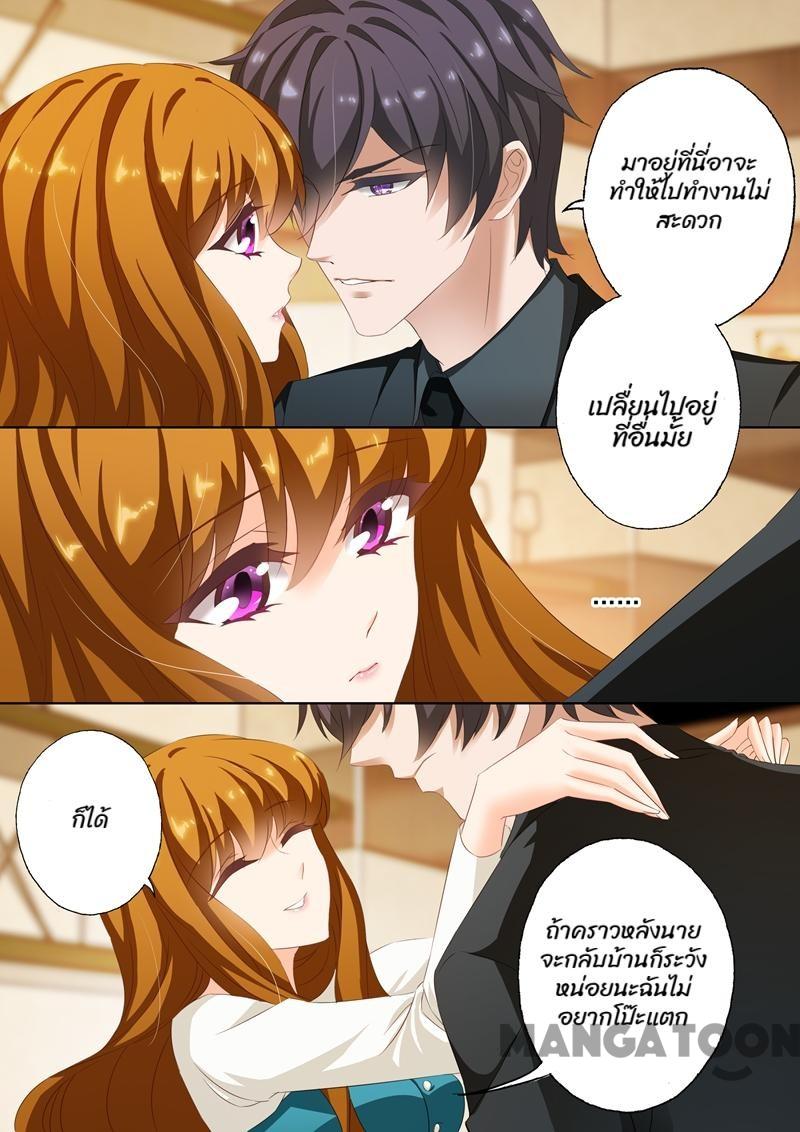 มาอยู่ที่นี่อาจะ
ทำให้ไปทำงานไม่
สะดวก
เปลี่ยนไปอยู่
ที่อื่นมั้ย
......
ก็ได้
ถ้าคราวหลังนาย
จะกลับบ้านก็ระวัง
หน่อยนะฉันไม่
อยากโป๊ะแตก
MANGATOON